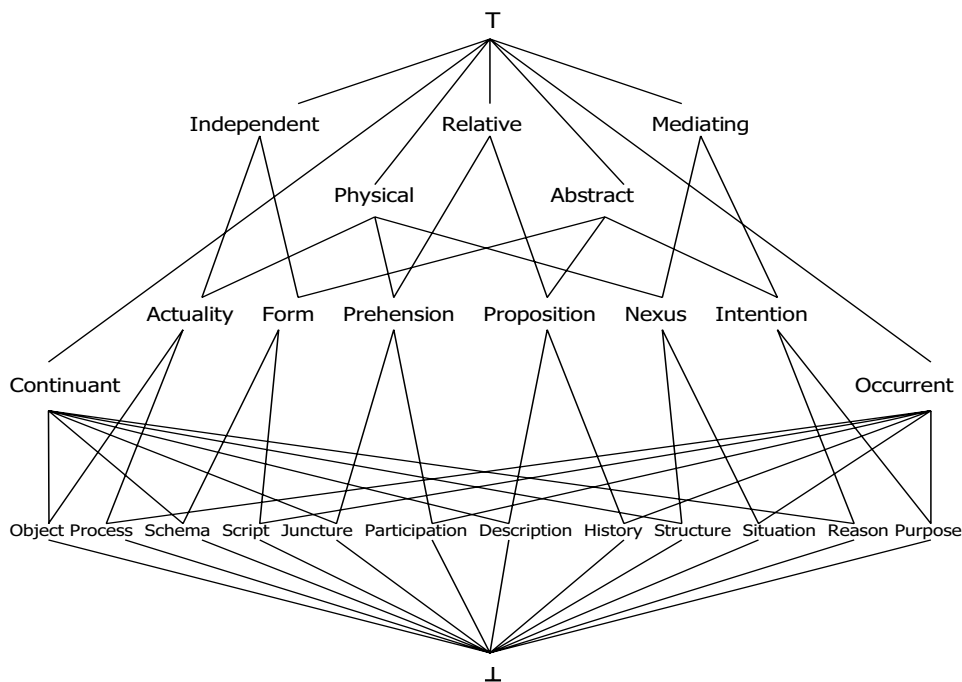 T
Independent Relative Mediating
Physical Abstract
Actuality Form Prehension Proposition Nexus Intention
Continuant Occurrent
Object Process Schema Script Juncture Participation Description History Structure Situation Reason Purpose
⊥